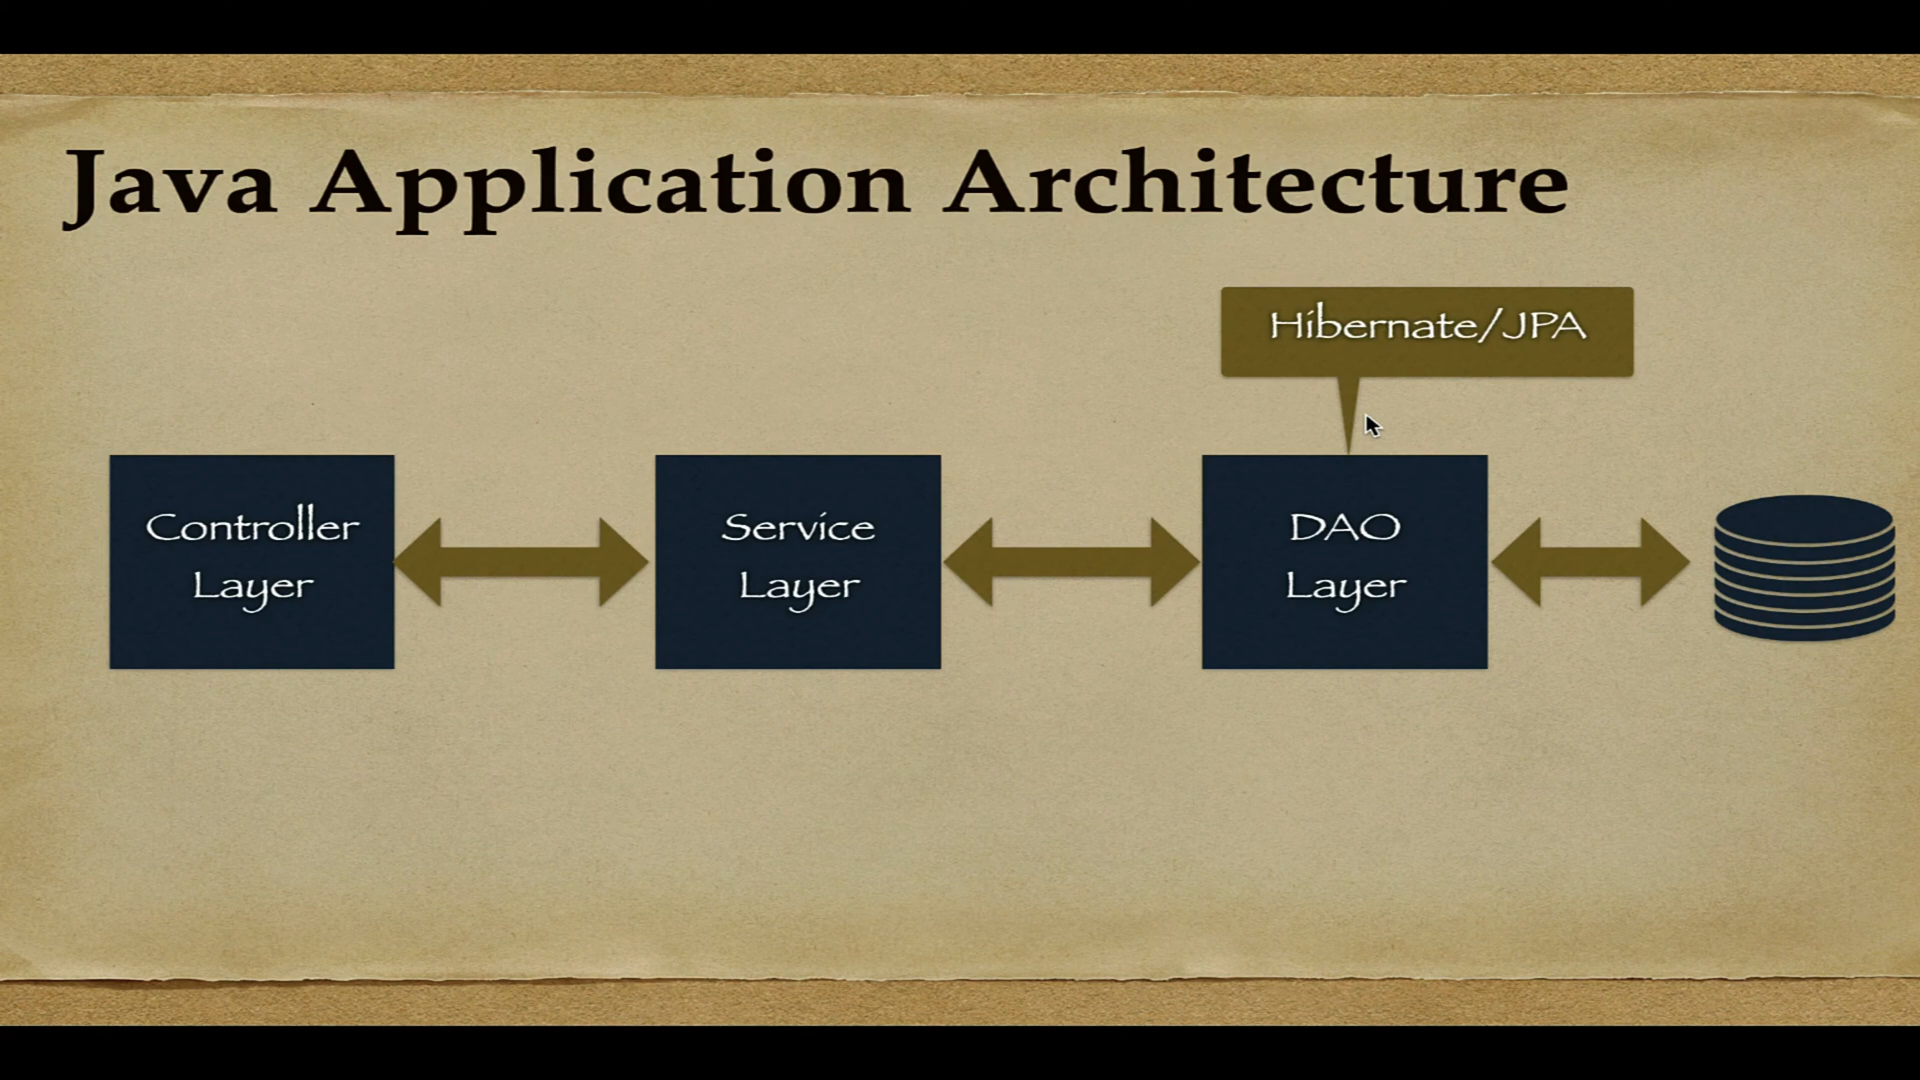 Java Application Architecture
Hibernate/JPA
Controller
Layer
Service
Layer
DAO
Layer